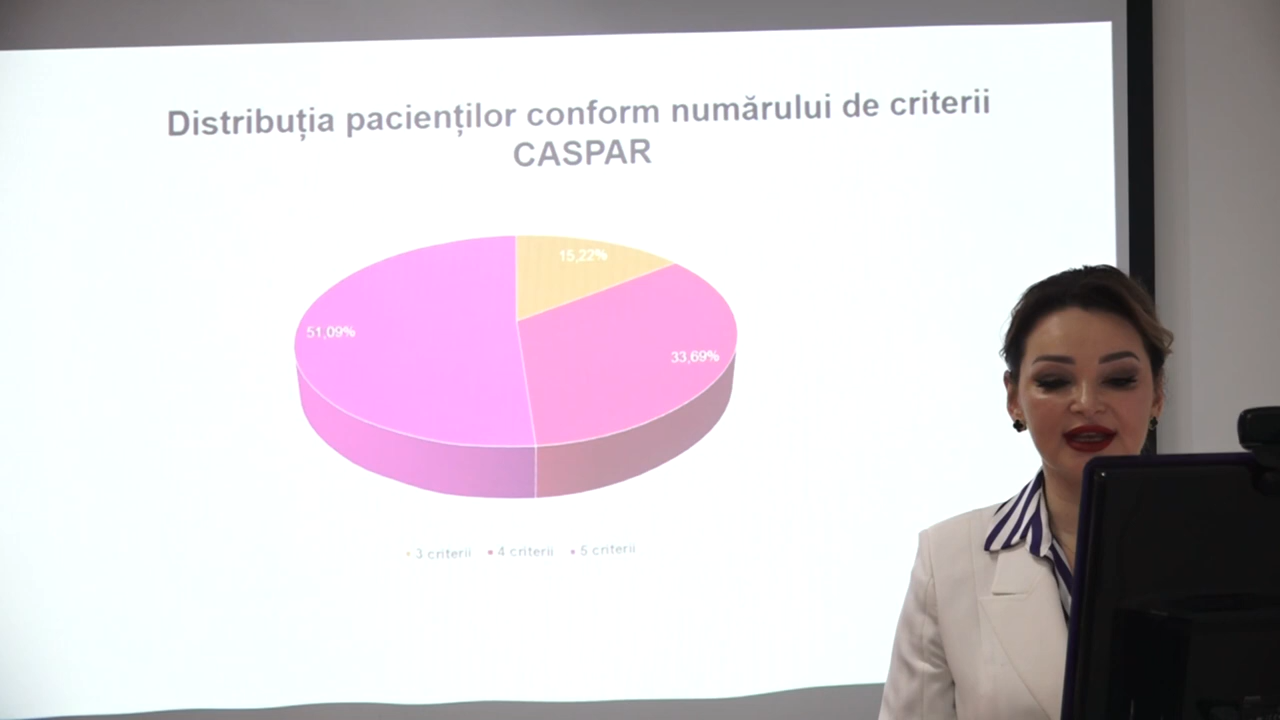 Distribuția pacienților conform numărului de criterii
CASPAR
15,22%
51,09%
33,69%
3 criterii 4 criterii 5 criterii